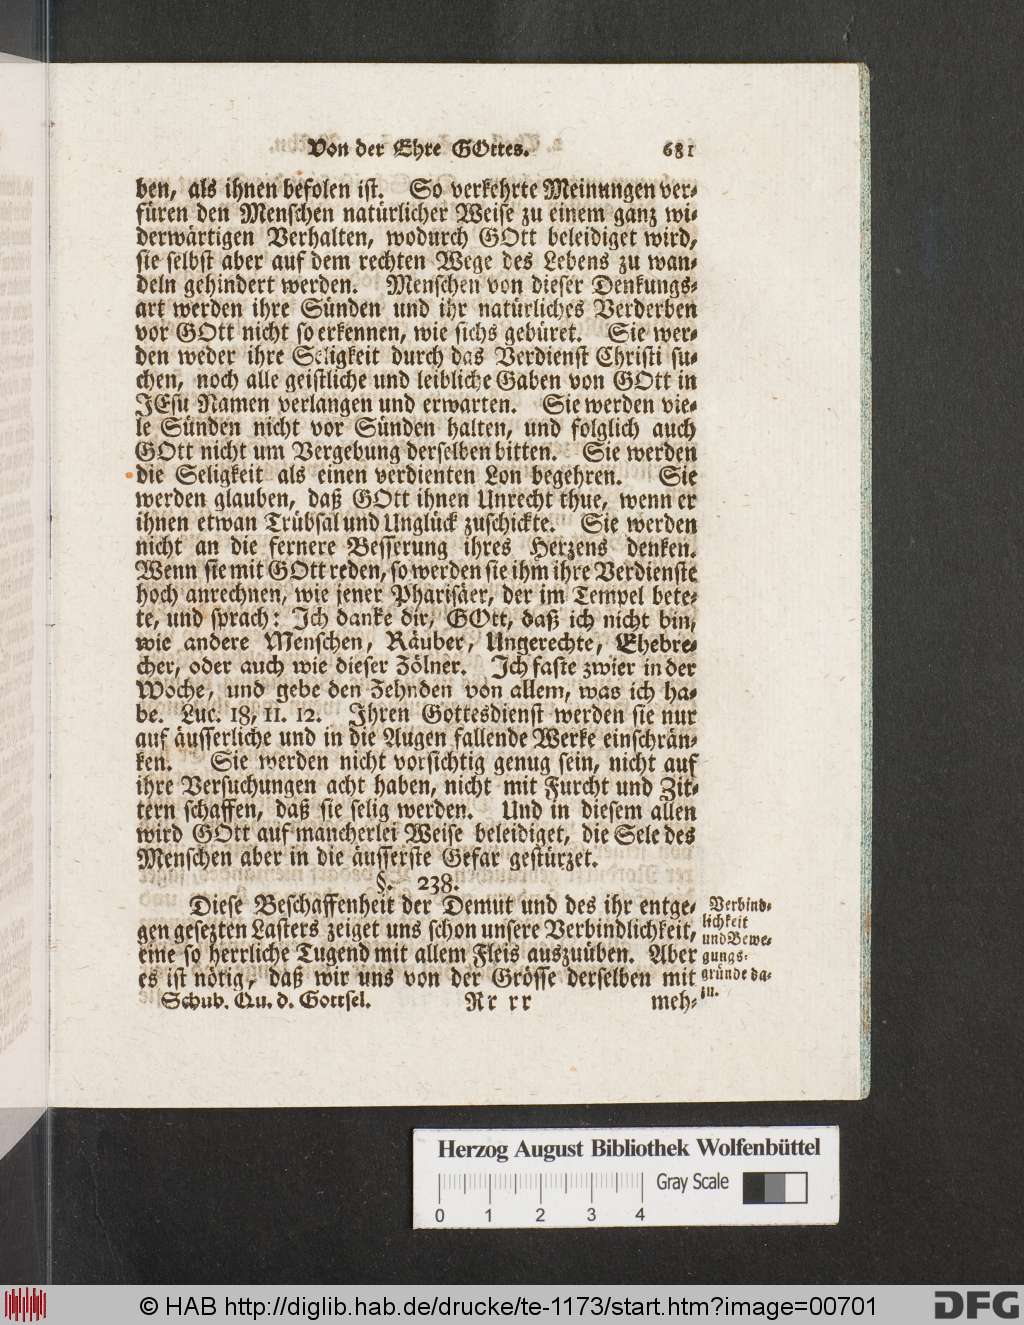 Von der Ehre GOttes. 681
ben, als ihnen befolen ist. So verkehrte Meinungen ver-
füren den Menschen natürlicher Weise zu einem ganz wi-
derwärtigen Verhalten, wodurch GOtt beleidiget wird,
sie selbst aber auf dem rechten Wege des Lebens zu wan-
deln gehindert werden. Menschen von dieser Denkungs-
art werden ihre Sünden und ihr natürliches Verderben
vor GOtt nicht so erkennen, wie sichs gebüret. Sie wer-
den weder ihre Seligkeit durch das Verdienst Christi su-
chen, noch alle geistliche und leibliche Gaben von GOtt in
JEsu Namen verlangen und erwarten. Sie werden vie-
le Sünden nicht vor Sünden halten, und folglich auch
GOtt nicht um Vergebung derselben bitten. Sie werden
die Seligkeit als einen verdienten Lon begehren. Sie
werden glauben, daß GOtt ihnen Unrecht thue, wenn er
ihnen etwan Trübsal und Unglück zuschickte. Sie werden
nicht an die fernere Besserung ihres Herzens denken.
Wenn sie mit GOtt reden, so werden sie ihm ihre Verdienste
hoch anrechnen, wie jener Pharisäer, der im Tempel bete-
te, und sprach: Ich danke dir, GOtt, daß ich nicht bin,
wie andere Menschen, Räuber, Ungerechte, Ehebre-
cher, oder auch wie dieser Zölner. Ich faste zwier in der
Woche, und gebe den Zehnden von allem, was ich ha-
be. Luc. 18, 11. 12. Ihren Gottesdienst werden sie nur
auf äusserliche und in die Augen fallende Werke einschrän-
ken. Sie werden nicht vorsichtig genug sein, nicht auf
ihre Versuchungen acht haben, nicht mit Furcht und Zit-
tern schaffen, daß sie selig werden. Und in diesem allen
wird GOtt auf mancherlei Weise beleidiget, die Sele des
Menschen aber in die äusserste Gefar gestürzet.
§. 238.
Diese Beschaffenheit der Demut und des ihr entge-
gen gesezten Lasters zeiget uns schon unsere Verbindlichkeit,
eine so herrliche Tugend mit allem Fleis auszuüben. Aber
es ist nötig, daß wir uns von der Grösse derselben mit
Verbind-
lichkeit
und Bewe-
gungs-
gründe da-
zu.
Schub. Qu. d. Gottsel. Rr rr meh-
Herzog August Bibliothek Wolfenbüttel
Gray Scale
0 1 2 3 4
© HAB http://diglib.hab.de/drucke/te-1173/start.htm?image=00701
DFG